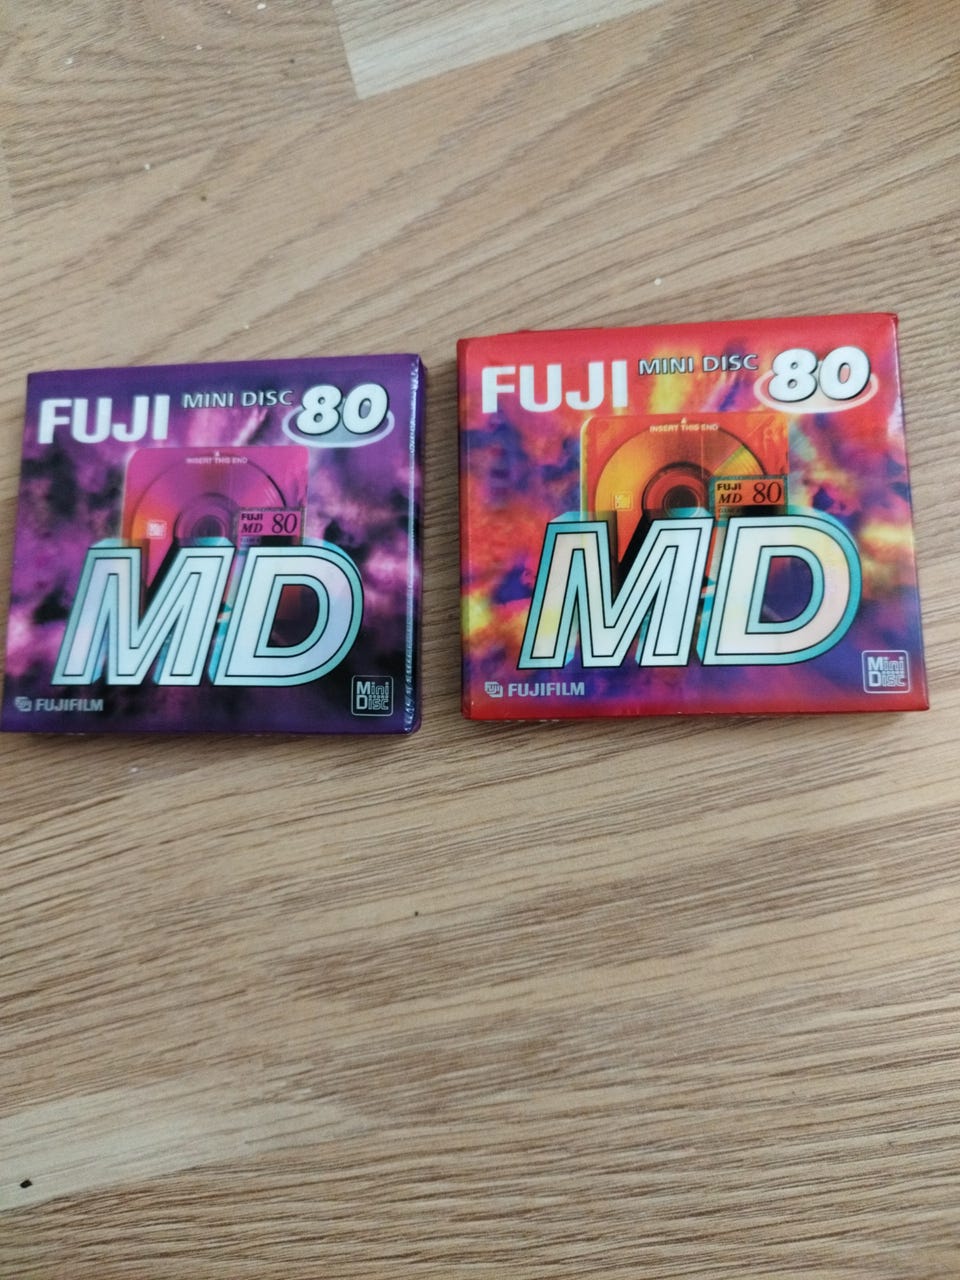 FUJI MINI DISC 80
INSERT THIS END
FUJI
MD 80
MD
FUJIFILM
Mini
Disc
FUJI MINI DISC 80
INSERT THIS END
FUJI
MD 80
MD
FUJIFILM
Mini
Disc